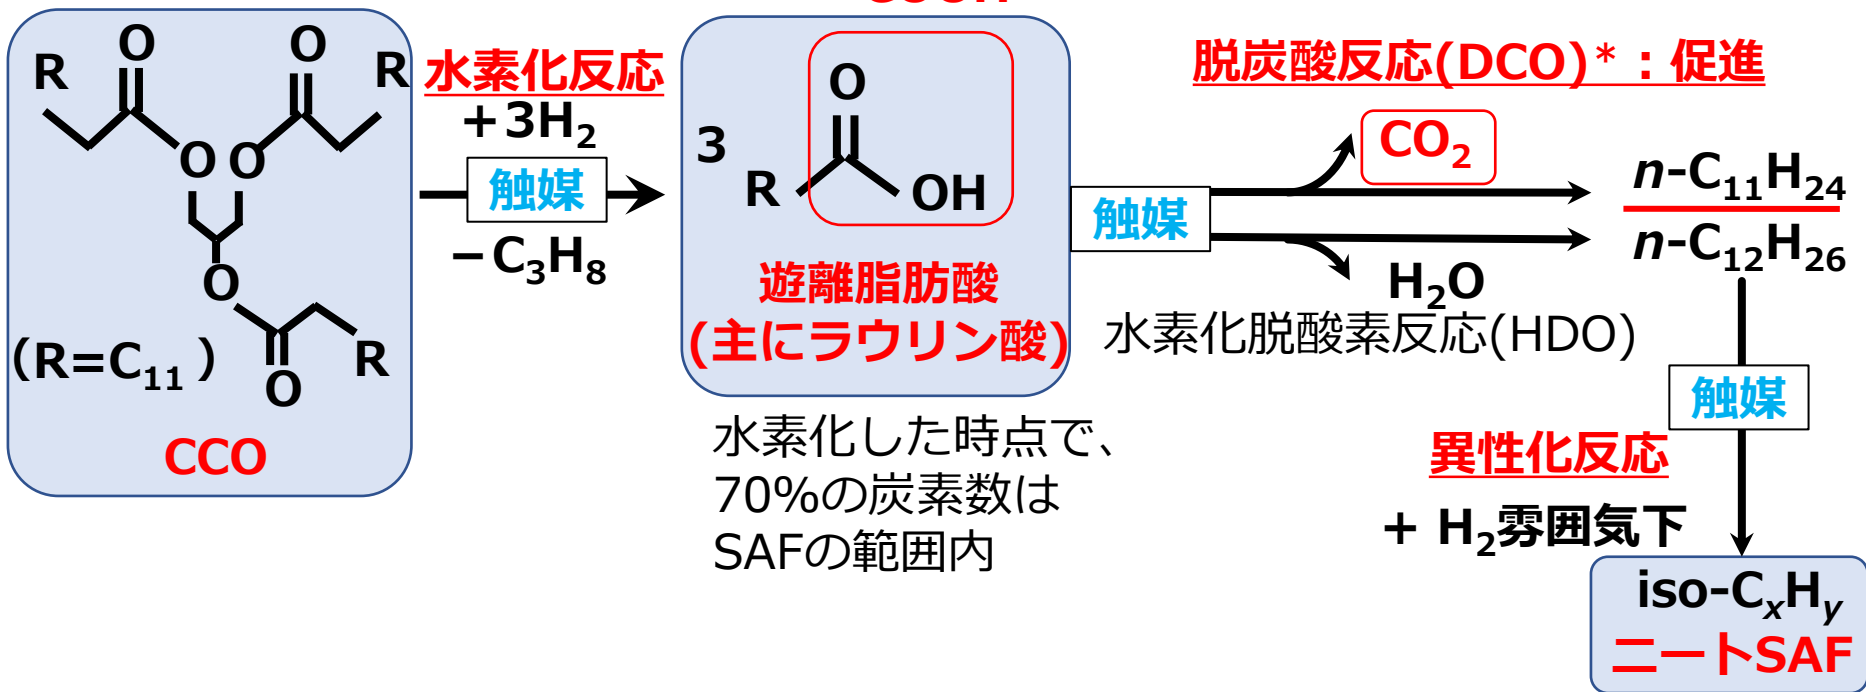 R O O R
O O
O
O R
(R=C₁₁ )
CCO
水素化反応
+3H₂
触媒
−C₃H₈
3
O
R OH
遊離脂肪酸
(主にラウリン酸)
水素化した時点で、
70%の炭素数は
SAFの範囲内
脱炭酸反応(DCO)*：促進
CO₂
触媒
H₂O
水素化脱酸素反応(HDO)
n-C₁₁H₂₄
n-C₁₂H₂₆
触媒
異性化反応
+ H₂雰囲気下
iso-CₓHᵧ
ニートSAF